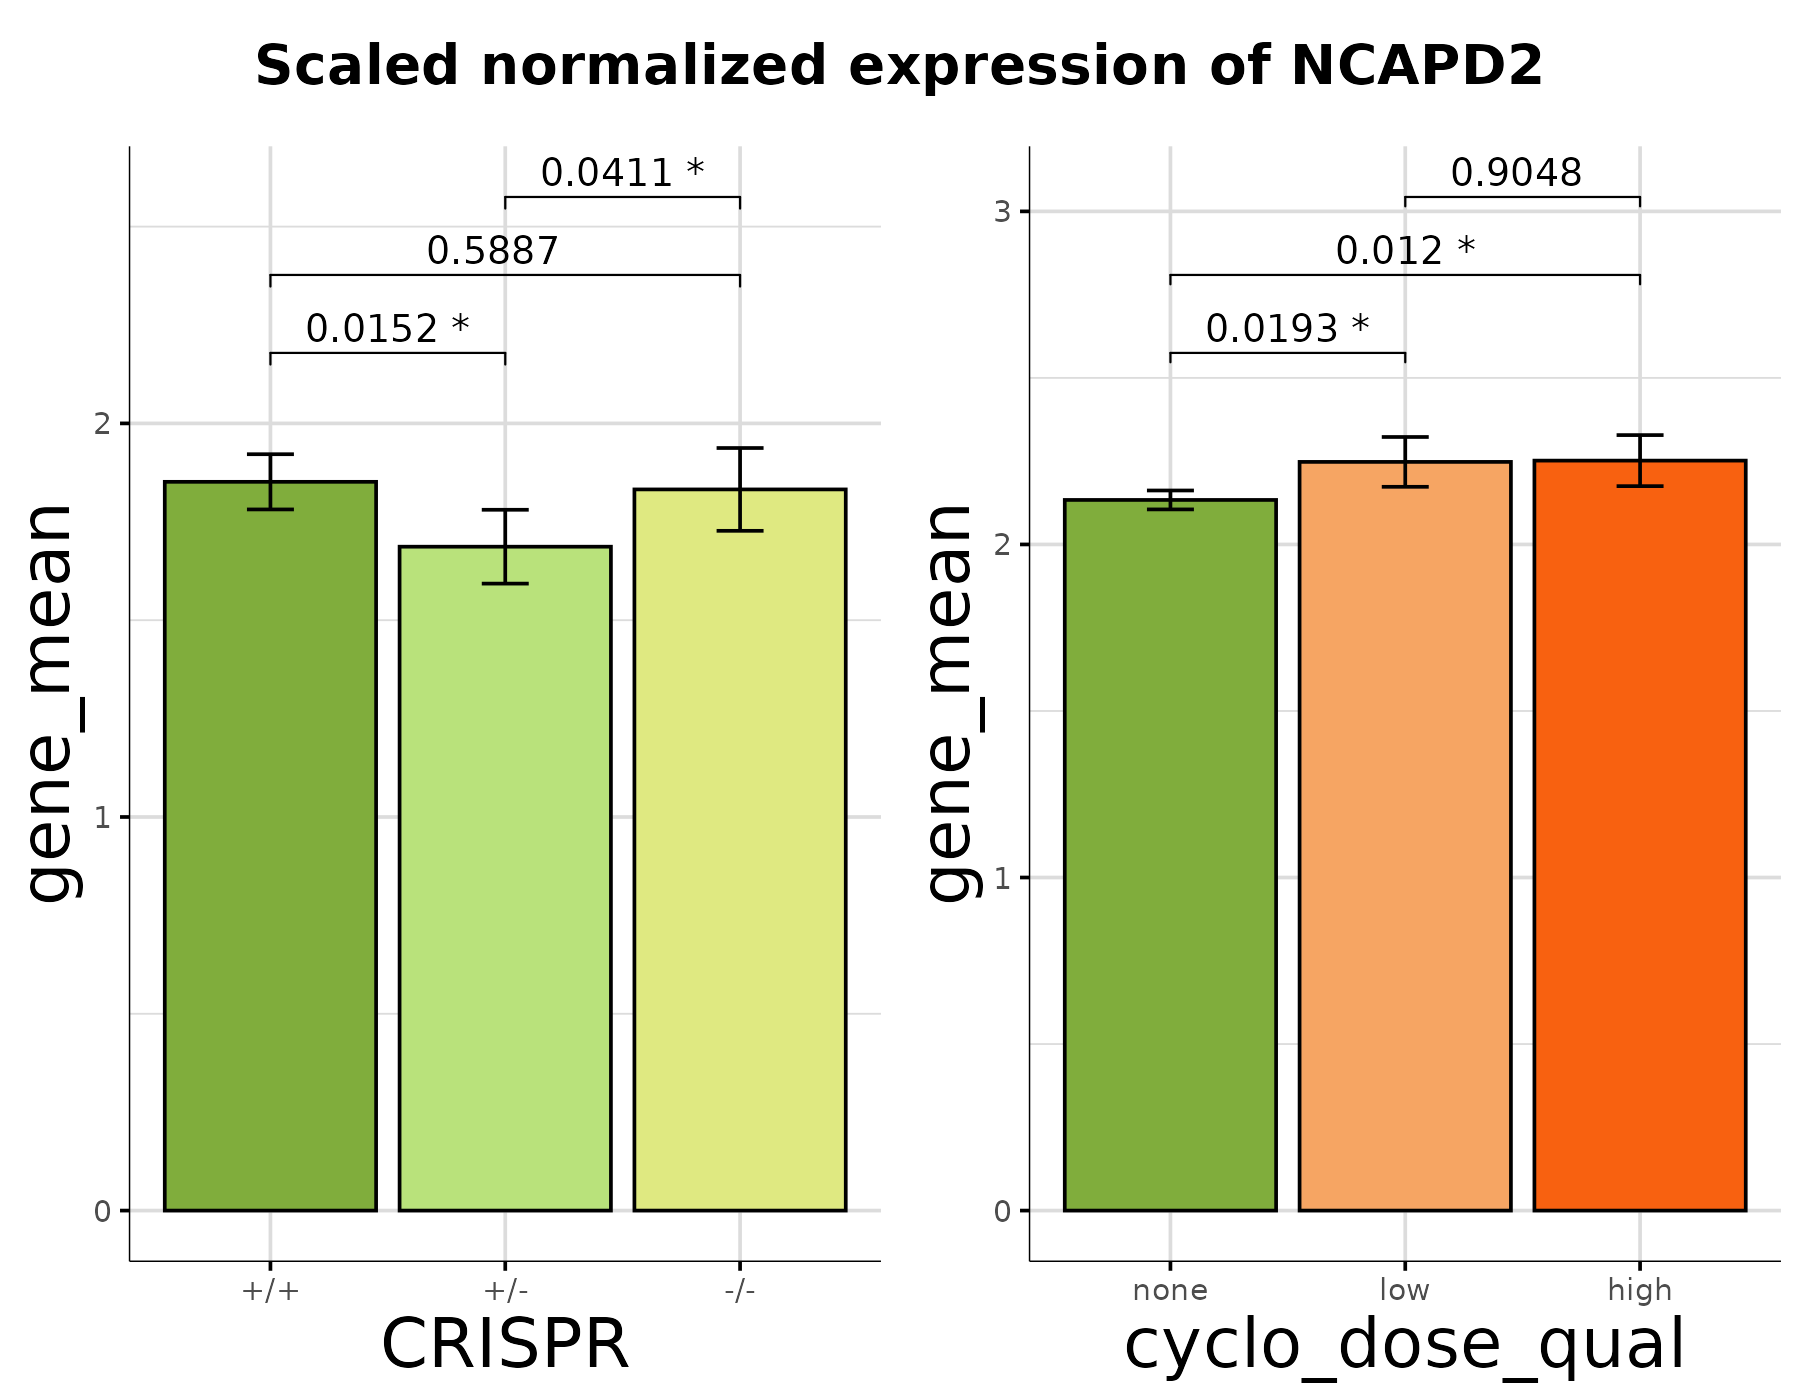 Scaled normalized expression of NCAPD2
0.0411 *
0.5887
0.0152 *
2
1
0
gene_mean
+/+ +/- -/-
CRISPR
0.9048
0.012 *
0.0193 *
3
2
1
0
gene_mean
none low high
cyclo_dose_qual